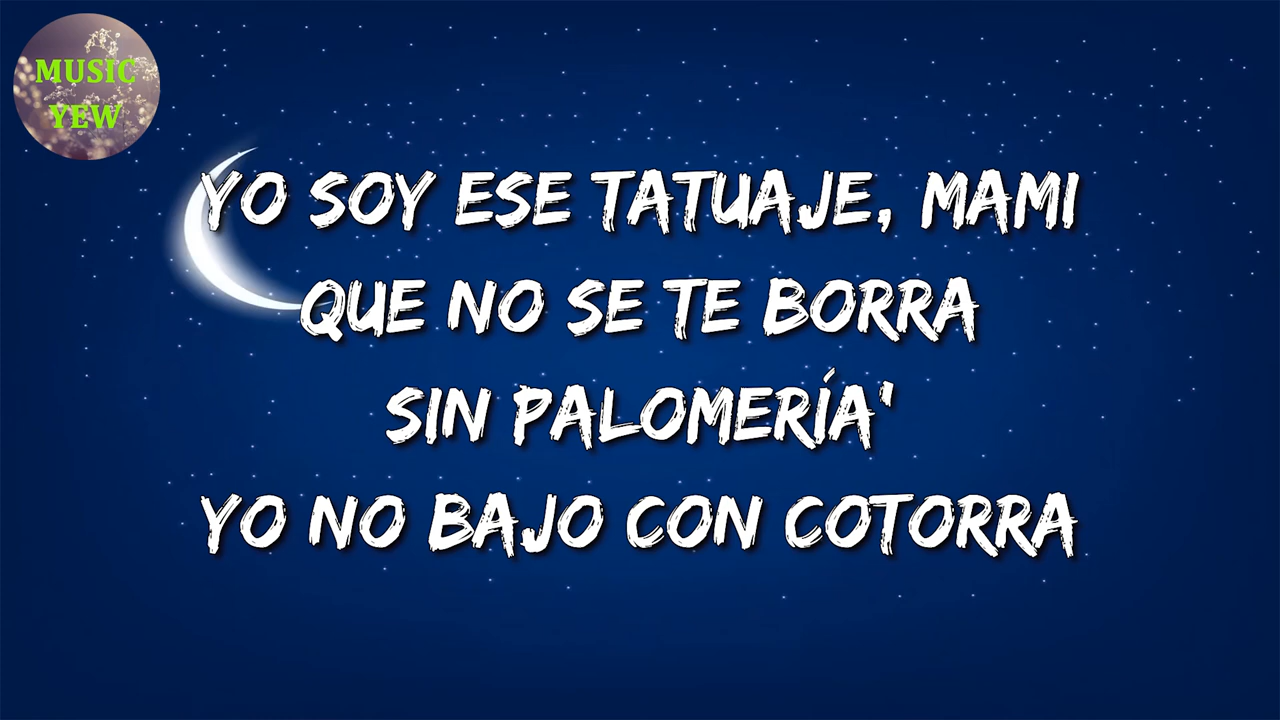 MUSIC
YEW
YO SOY ESE TATUAJE, MAMI
QUE NO SE TE BORRA
SIN PALOMERÍA'
YO NO BAJO CON COTORRA